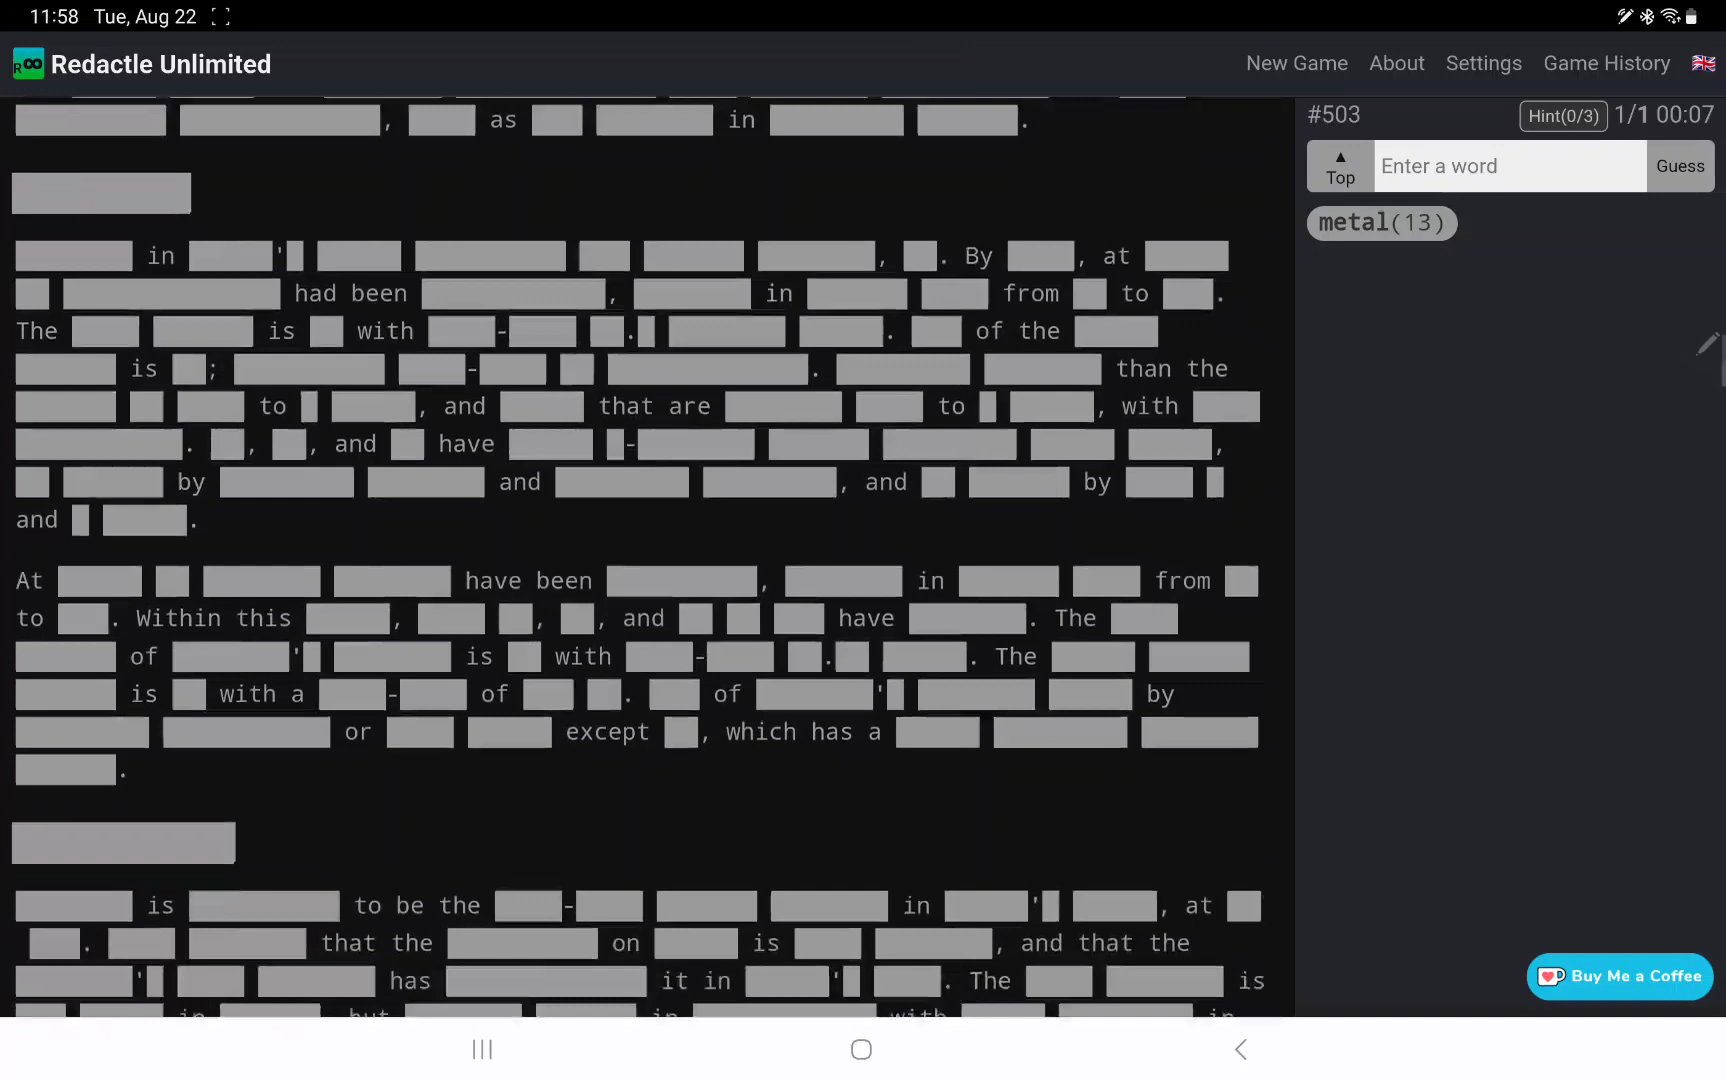 11:58 Tue, Aug 22
R∞ Redactle Unlimited
New Game About Settings Game History
#503 Hint(0/3) 1/1 00:07
▲ Top Enter a word Guess
metal(13)
, as in .
in ' , . By , at
had been , in from to .
The is with - . . of the
is ; - . than the
to , and that are to , with
. , , and have - ,
by and , and by
and .
At have been , in from
to . Within this , , , and have . The
of ' is with - . . The
is with a - of . of ' by
or except , which has a
.
is to be the - in ' , at
. that the on is , and that the
' has it in ' . The is
in , but in with in
Buy Me a Coffee